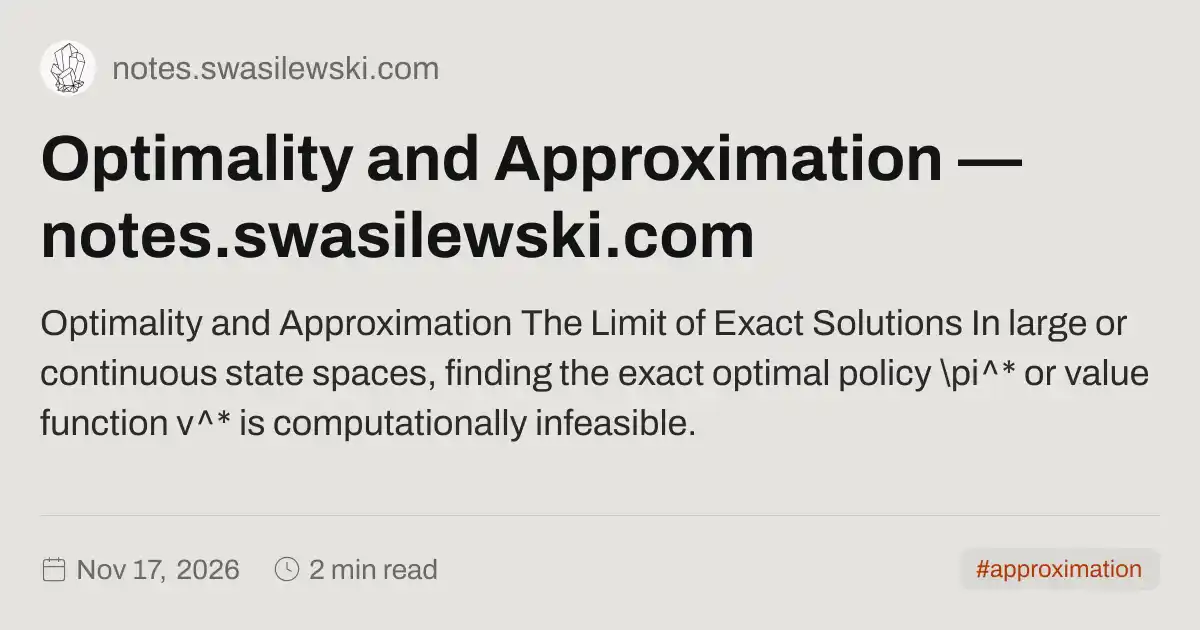 notes.swasilewski.com
Optimality and Approximation —
notes.swasilewski.com
Optimality and Approximation The Limit of Exact Solutions In large or
continuous state spaces, finding the exact optimal policy \pi^* or value
function v^* is computationally infeasible.
Nov 17, 2026
2 min read
#approximation